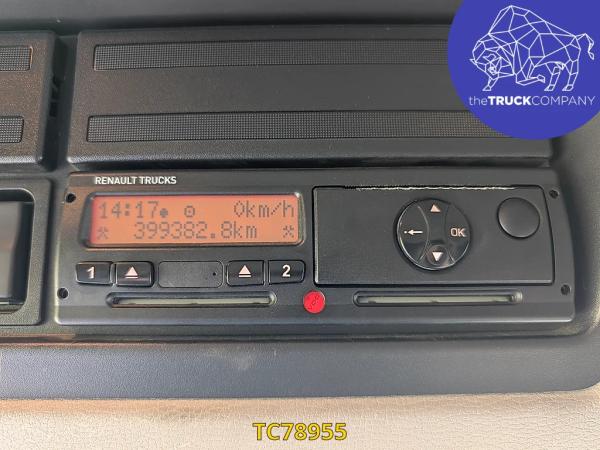 theTRUCKCOMPANY
RENAULT TRUCKS
14:17 0km/h
399382.8km
1 2
OK
TC78955